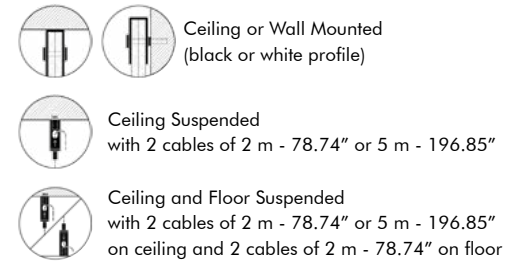 Ceiling or Wall Mounted
(black or white profile)
Ceiling Suspended
with 2 cables of 2 m - 78.74″ or 5 m - 196.85″
Ceiling and Floor Suspended
with 2 cables of 2 m - 78.74″ or 5 m - 196.85″
on ceiling and 2 cables of 2 m - 78.74″ on floor